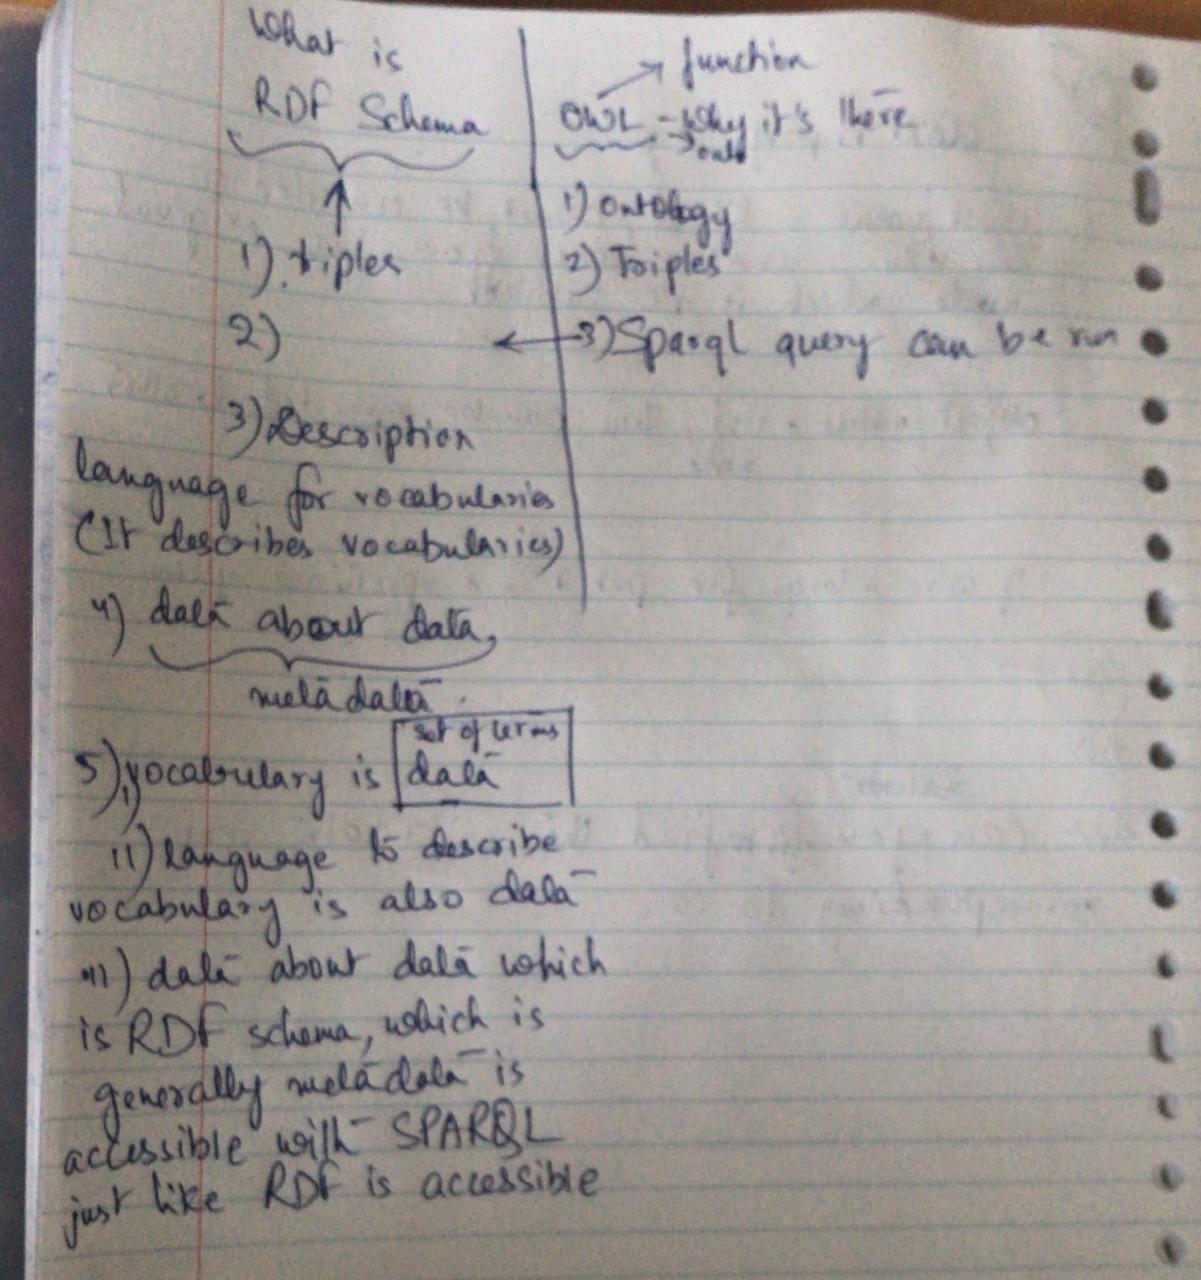 What is
RDF Schema
1) triples
2)
3) Description
language for vocabularies
(It describes vocabularies)
4) data about data,
metadata.
set of terms
5) i) vocabulary is data
ii) language to describe
vocabulary is also data
iii) data about data which
is RDF schema, which is
generally metadata is
accessible with SPARQL
just like RDF is accessible
function
OWL - Why it's there
1) ontology
2) Triples
3) Sparql query can be run